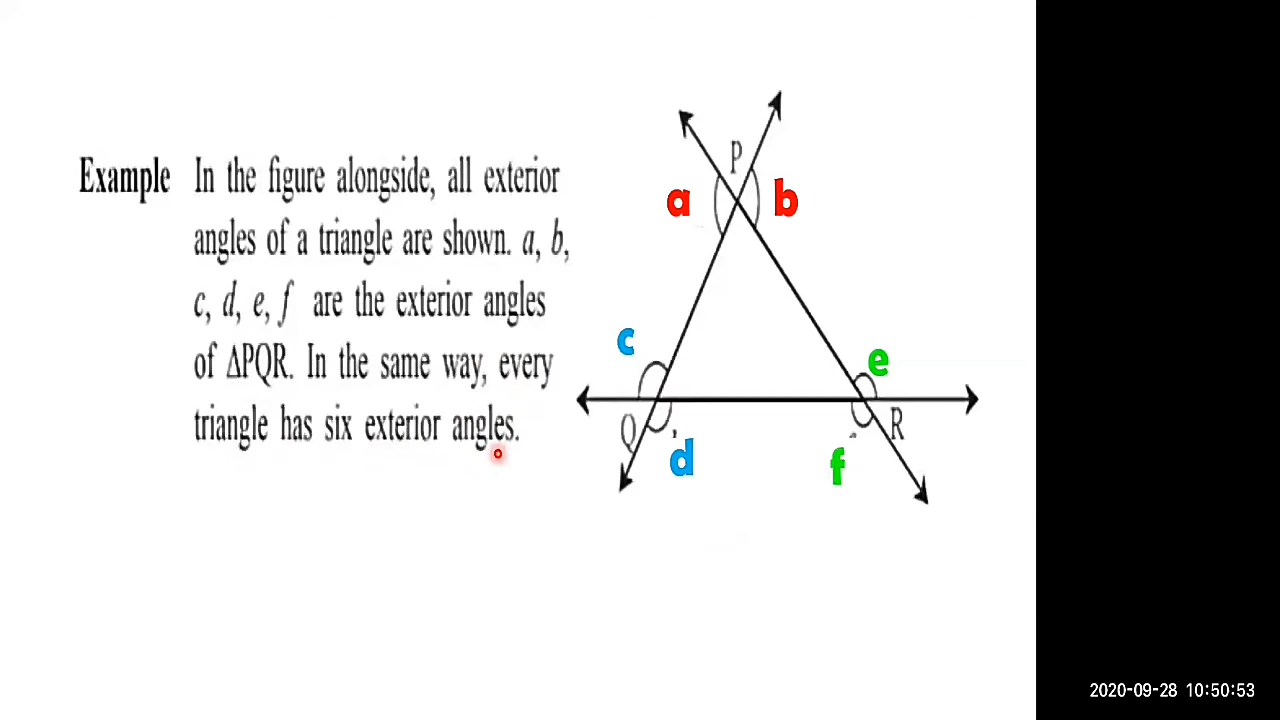 Example In the figure alongside, all exterior
angles of a triangle are shown. a, b,
c, d, e, f are the exterior angles
of ΔPQR. In the same way, every
triangle has six exterior angles.
P
a
b
c
e
Q
R
d
f
2020-09-28 10:50:53